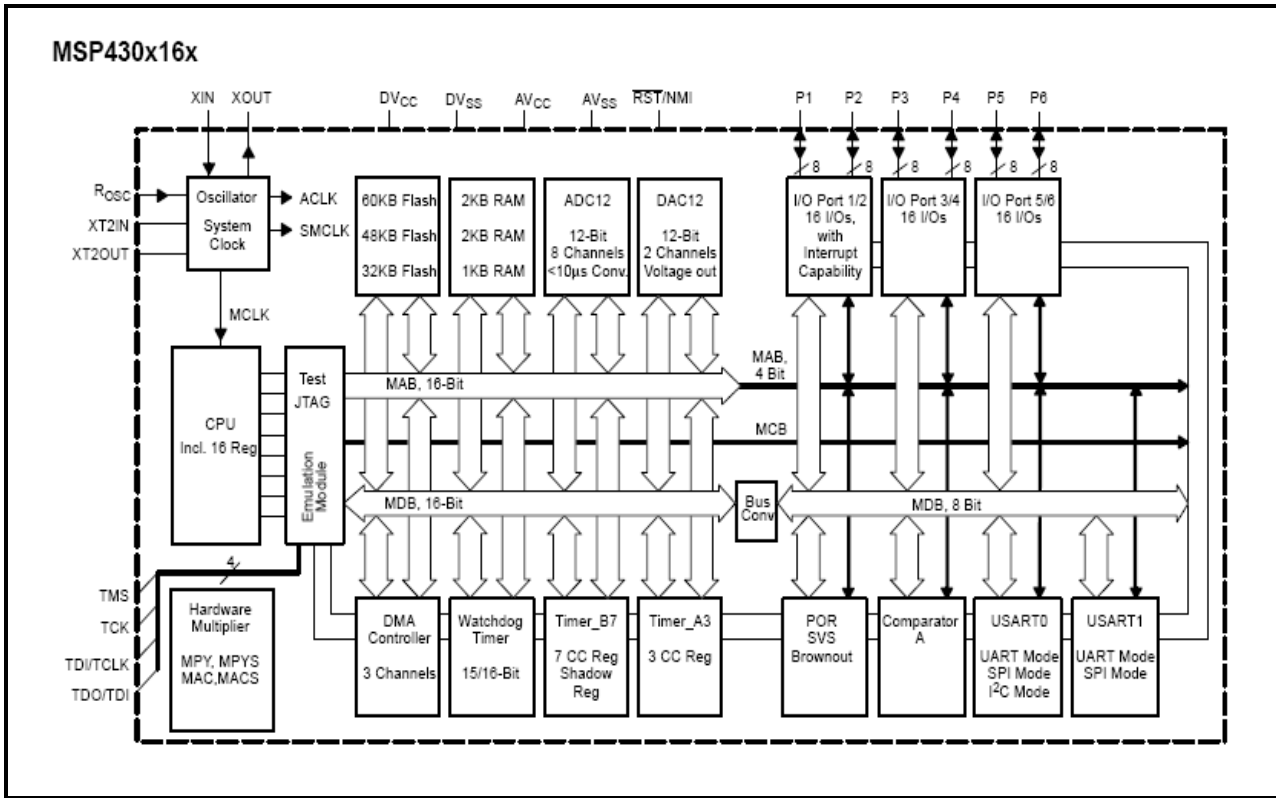 MSP430x16x
XIN XOUT DVCC DVSS AVCC AVSS RST/NMI P1 P2 P3 P4 P5 P6
8 8 8 8 8 8
ROSC
XT2IN
XT2OUT
Oscillator
System
Clock
ACLK
SMCLK
MCLK
60KB Flash
48KB Flash
32KB Flash
2KB RAM
2KB RAM
1KB RAM
ADC12
12-Bit
8 Channels
<10µs Conv.
DAC12
12-Bit
2 Channels
Voltage out
I/O Port 1/2
16 I/Os,
with
Interrupt
Capability
I/O Port 3/4
16 I/Os
I/O Port 5/6
16 I/Os
CPU
Incl. 16 Reg
Test
JTAG
Emulation
Module
MAB, 16-Bit
MAB,
4 Bit
MCB
MDB, 16-Bit
Bus
Conv
MDB, 8 Bit
4
TMS
TCK
TDI/TCLK
TDO/TDI
Hardware
Multiplier
MPY, MPYS
MAC,MACS
DMA
Controller
3 Channels
Watchdog
Timer
15/16-Bit
Timer_B7
7 CC Reg
Shadow
Reg
Timer_A3
3 CC Reg
POR
SVS
Brownout
Comparator
A
USART0
UART Mode
SPI Mode
I²C Mode
USART1
UART Mode
SPI Mode